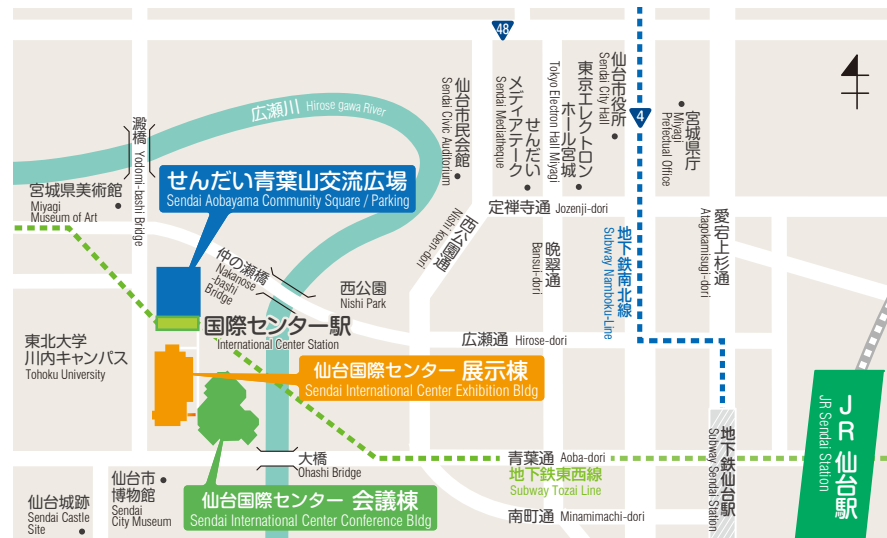 48
広瀬川 Hirose gawa River
澱橋
Yodomi-bashi Bridge
仙台市民会館
Sendai Civic Auditorium
せんだい
メディアテーク
Sendai Mediatheque
東京エレクトロン
ホール宮城
Tokyo Electron Hall Miyagi
仙台市役所
Sendai City Hall
4
宮城県庁
Miyagi
Prefectual Office
宮城県美術館
Miyagi
Museum of Art
せんだい青葉山交流広場
Sendai Aobayama Community Square / Parking
定禅寺通 Jozenji-dori
西公園通
Nishi koen-dori
晩翠通
Bansui-dori
地下鉄南北線
Subway Namboku-Line
愛宕上杉通
Atagokamisugi-dori
仲の瀬橋
Nakanose
-bashi
Bridge
西公園
Nishi Park
国際センター駅
International Center Station
広瀬通 Hirose-dori
東北大学
川内キャンパス
Tohoku University
仙台国際センター 展示棟
Sendai International Center Exhibition Bldg
JR 仙台駅
JR Sendai Station
地下鉄仙台駅
Subway Sendai Station
大橋
Ohashi Bridge
青葉通 Aoba-dori
地下鉄東西線
Subway Tozai Line
仙台市
博物館
Sendai
City Museum
仙台国際センター 会議棟
Sendai International Center Conference Bldg
仙台城跡
Sendai Castle
Site
南町通 Minamimachi-dori